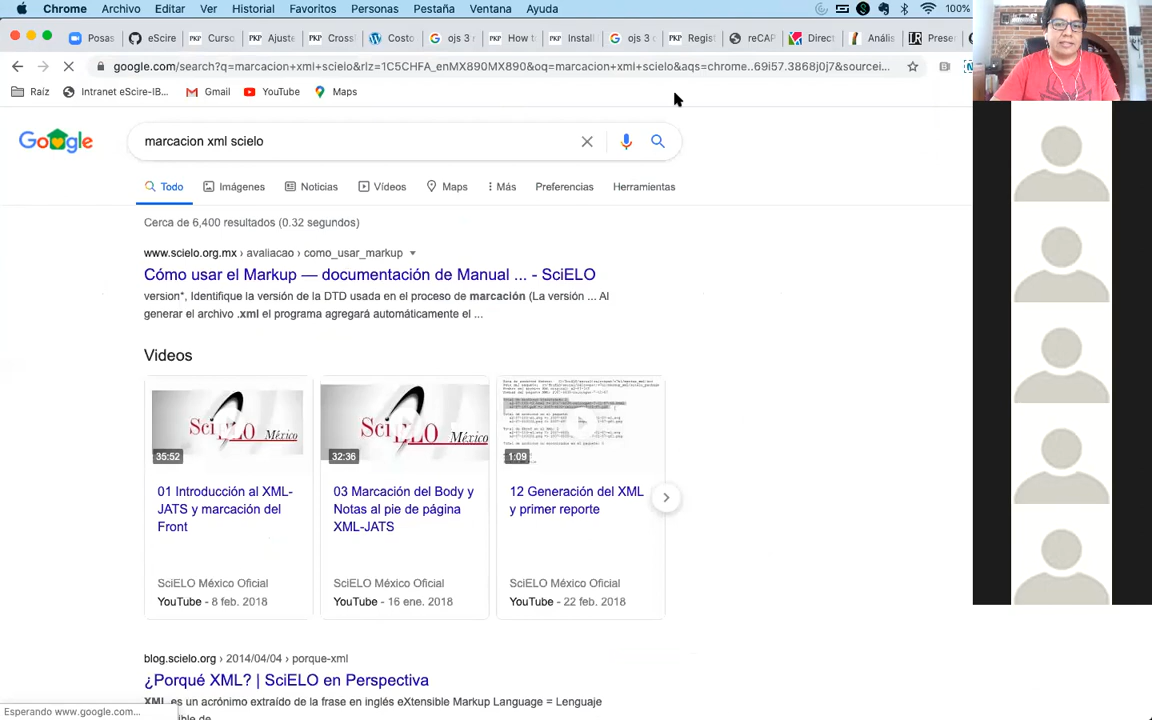 Chrome Archivo Editar Ver Historial Favoritos Personas Pestaña Ventana Ayuda 100%
Posas eScire Curso Ajuste Cross Costo ojs 3 How t Install ojs 3 Regist reCAP Direct Anális Prese
google.com/search?q=marcacion+xml+scielo&rlz=1C5CHFA_enMX890MX890&oq=marcacion+xml+scielo&aqs=chrome..69i57.3868j0j7&sourcei...
Raíz Intranet eScire-IB... Gmail YouTube Maps
Google marcacion xml scielo
Todo Imágenes Noticias Vídeos Maps Más Preferencias Herramientas
Cerca de 6,400 resultados (0.32 segundos)
www.scielo.org.mx › avaliacao › como_usar_markup
Cómo usar el Markup — documentación de Manual ... - SciELO
version*, Identifique la versión de la DTD usada en el proceso de marcación (La versión ... Al
generar el archivo .xml el programa agregará automáticamente el ...
Videos
SciELO México SciELO México
35:52 32:36 1:09
01 Introducción al XML-
JATS y marcación del
Front
03 Marcación del Body y
Notas al pie de página
XML-JATS
12 Generación del XML
y primer reporte
SciELO México Oficial SciELO México Oficial SciELO México Oficial
YouTube - 8 feb. 2018 YouTube - 16 ene. 2018 YouTube - 22 feb. 2018
blog.scielo.org › 2014/04/04 › porque-xml
¿Porqué XML? | SciELO en Perspectiva
XML es un acrónimo extraído de la frase en inglés eXtensible Markup Language = Lenguaje
Esperando www.google.com...